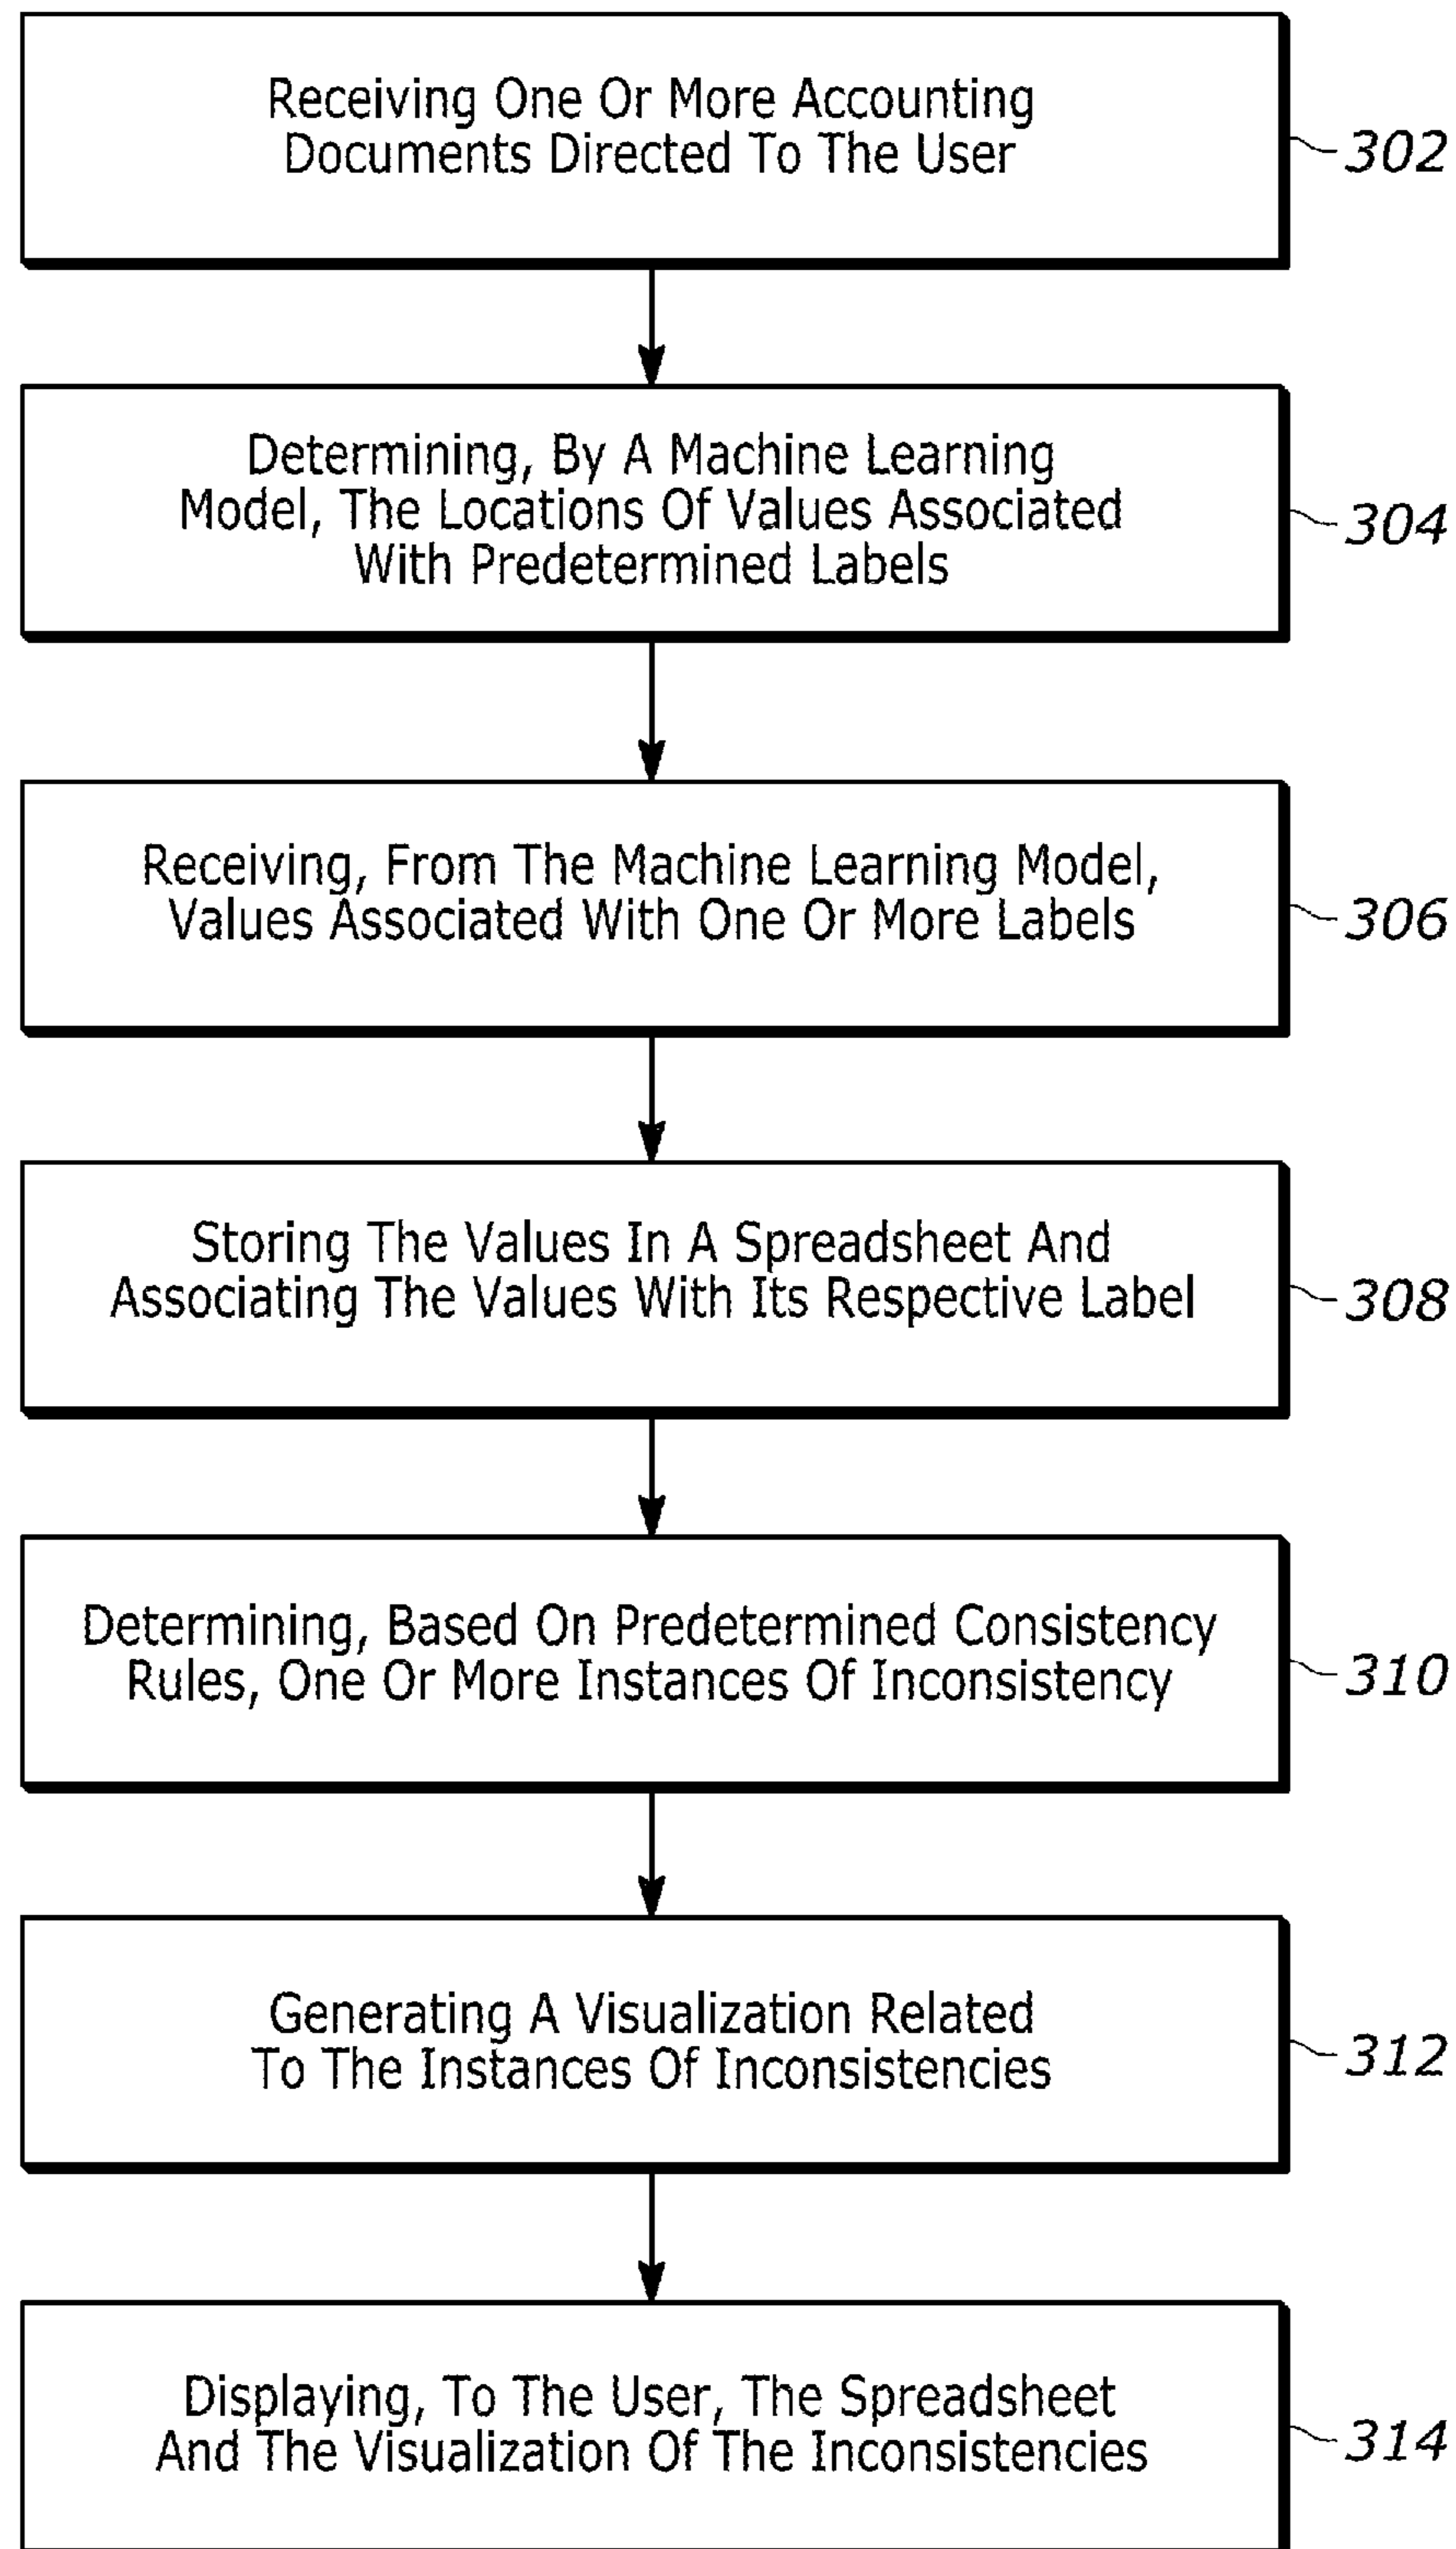 Receiving One Or More Accounting
Documents Directed To The User
302
Determining, By A Machine Learning
Model, The Locations Of Values Associated
With Predetermined Labels
304
Receiving, From The Machine Learning Model,
Values Associated With One Or More Labels
306
Storing The Values In A Spreadsheet And
Associating The Values With Its Respective Label
308
Determining, Based On Predetermined Consistency
Rules, One Or More Instances Of Inconsistency
310
Generating A Visualization Related
To The Instances Of Inconsistencies
312
Displaying, To The User, The Spreadsheet
And The Visualization Of The Inconsistencies
314